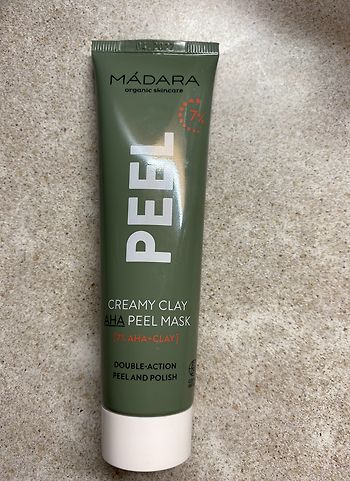 MÁDARA
organic skincare
7%
PEEL
CREAMY CLAY
AHA PEEL MASK
[7% AHA+CLAY]
DOUBLE-ACTION
PEEL AND POLISH